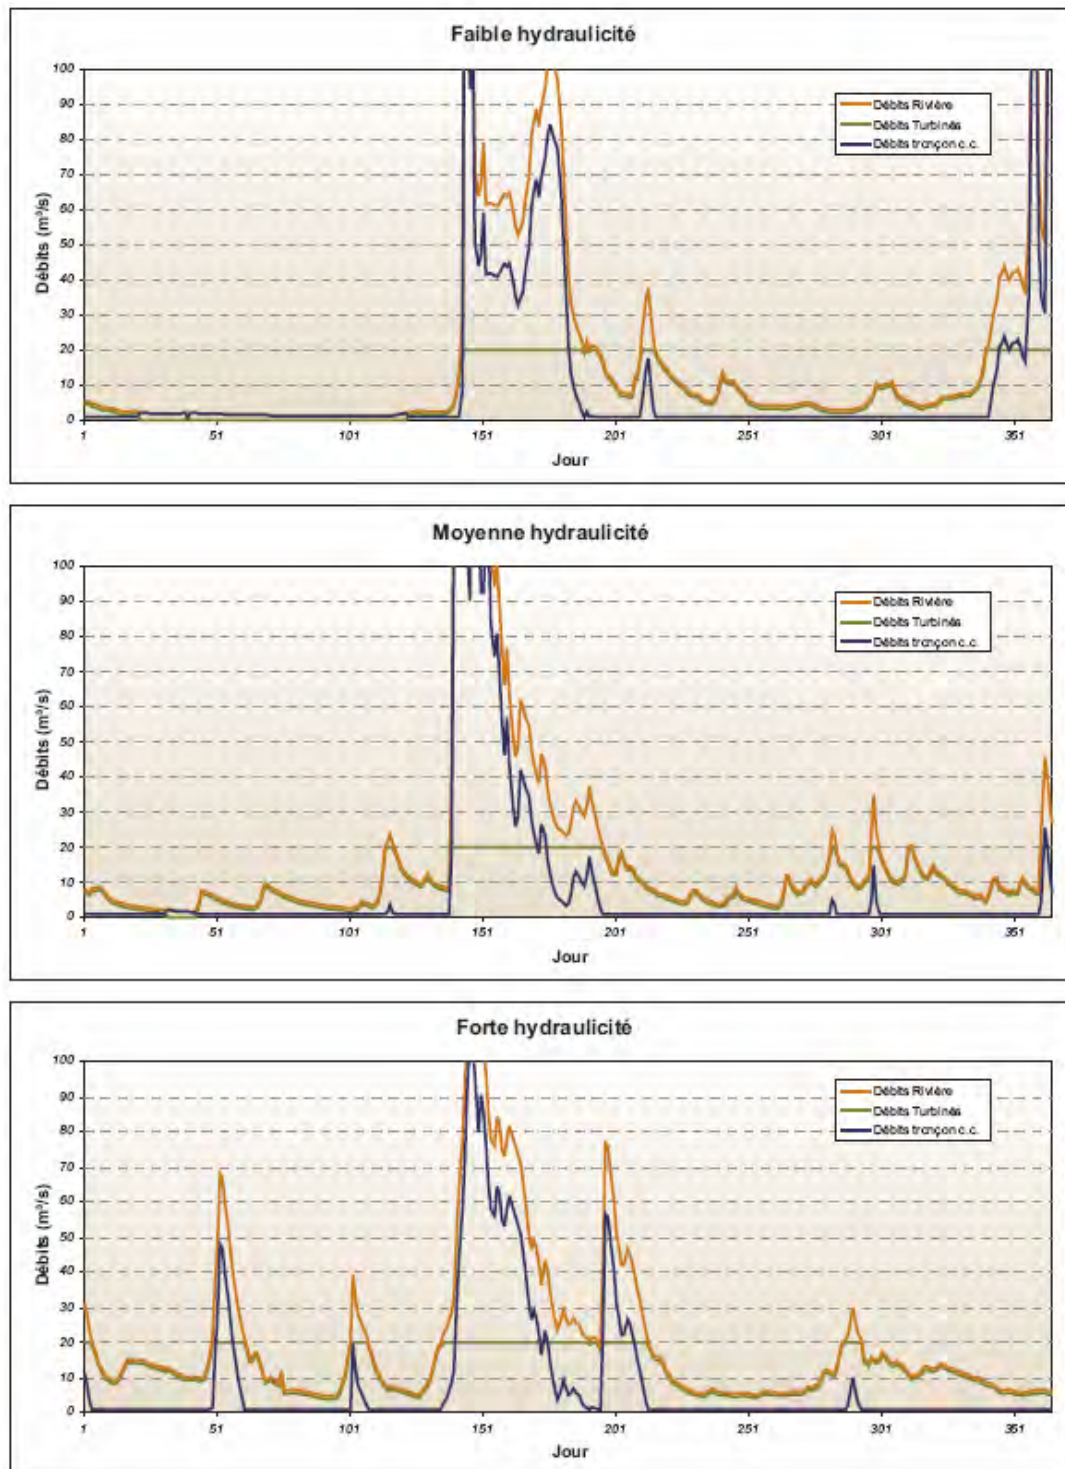 Faible hydraulicité
Débits (m³/s)
100
90
80
70
60
50
40
30
20
10
0
Débits Rivière
Débits Turbinés
Débits tronçon c.c.
1 51 101 151 201 251 301 351
Jour
Moyenne hydraulicité
Débits (m³/s)
100
90
80
70
60
50
40
30
20
10
0
Débits Rivière
Débits Turbinés
Débits tronçon c.c.
1 51 101 151 201 251 301 351
Jour
Forte hydraulicité
Débits (m³/s)
100
90
80
70
60
50
40
30
20
10
0
Débits Rivière
Débits Turbinés
Débits tronçon c.c.
1 51 101 151 201 251 301 351
Jour